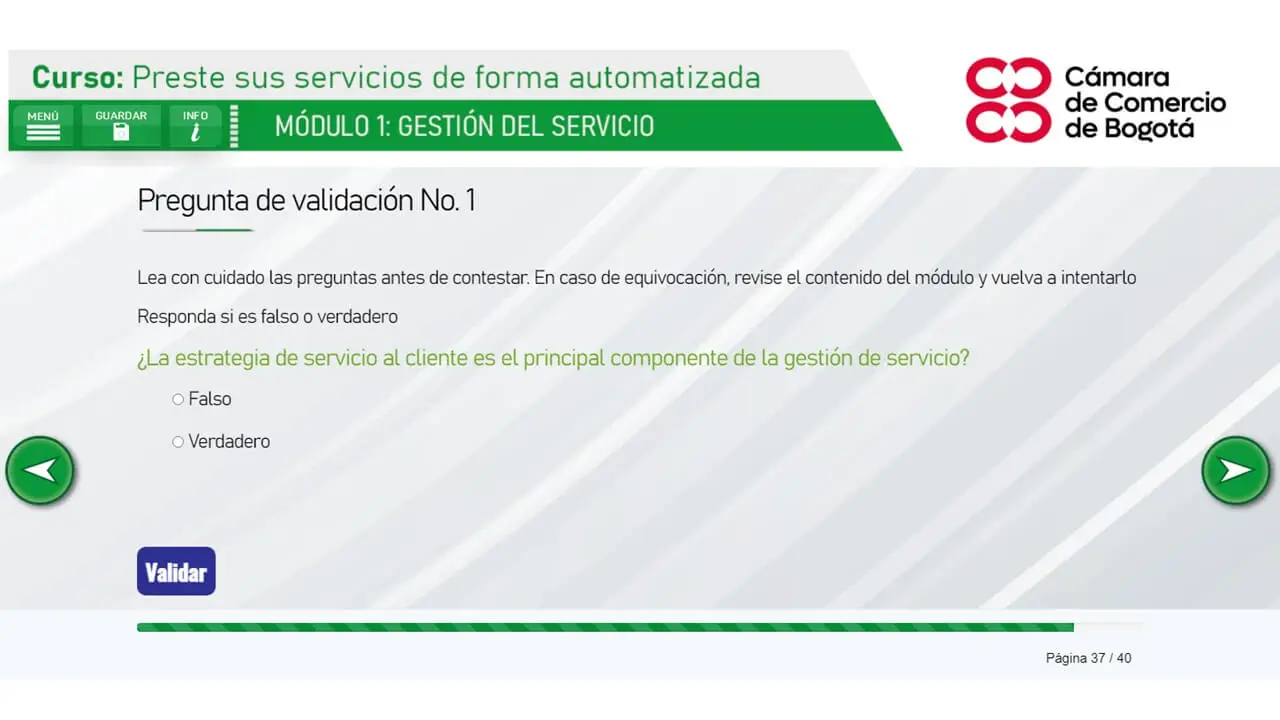 Curso: Preste sus servicios de forma automatizada
MENÚ
GUARDAR
INFO
i
MÓDULO 1: GESTIÓN DEL SERVICIO
Cámara
de Comercio
de Bogotá
Pregunta de validación No. 1
Lea con cuidado las preguntas antes de contestar. En caso de equivocación, revise el contenido del módulo y vuelva a intentarlo
Responda si es falso o verdadero
¿La estrategia de servicio al cliente es el principal componente de la gestión de servicio?
Falso
Verdadero
Validar
Página 37 / 40